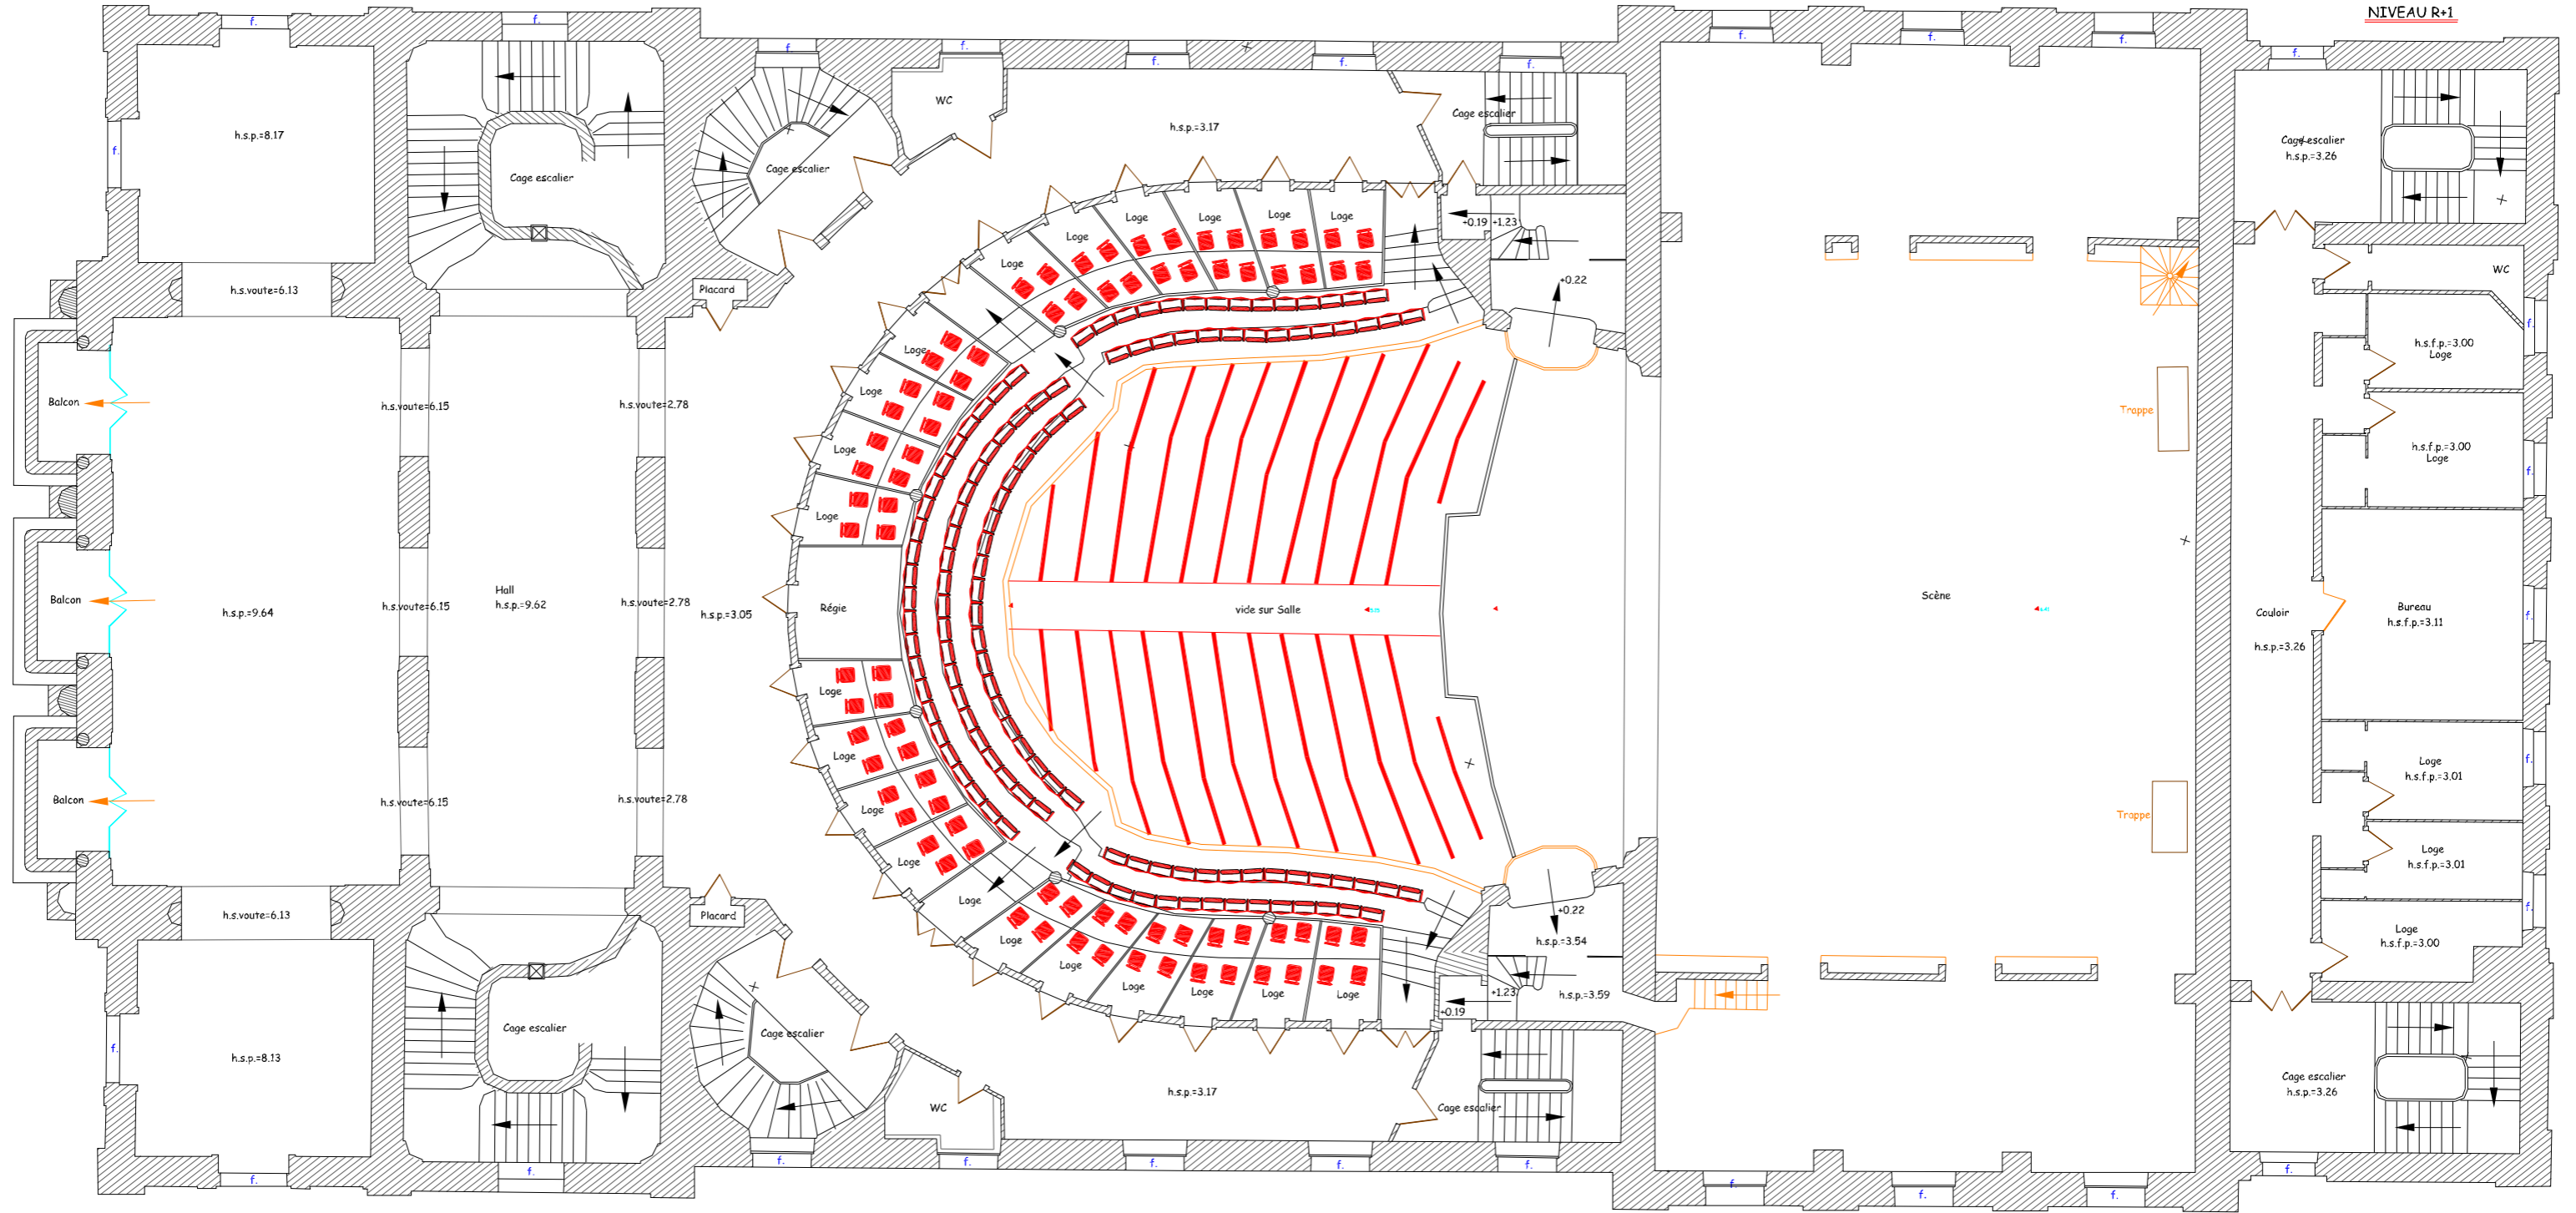 NIVEAU R+1
f.
f.
f.
f.
f.
f.
f.
f.
f.
f.
f.
WC
h.s.p.=3.17
Cage escalier
h.s.p.=8.17
f.
Cage escalier
Cage escalier
Cage escalier
h.s.p.=3.26
Loge
Loge
Loge
Loge
Loge
Loge
+0.19
+1.23
WC
h.s.voute=6.13
Placard
+0.22
f.
h.s.f.p.=3.00
Loge
Loge
Loge
Loge
Loge
Balcon
h.s.voute=6.15
h.s.voute=2.78
Trappe
h.s.f.p.=3.00
Loge
f.
Balcon
Hall
h.s.p.=9.62
h.s.p.=9.64
h.s.voute=6.15
h.s.voute=2.78
h.s.p.=3.05
Régie
vide sur Salle
Scène
Couloir
h.s.p.=3.26
Bureau
h.s.f.p.=3.11
f.
Loge
Loge
Loge
Loge
Loge
Balcon
h.s.voute=6.15
h.s.voute=2.78
Trappe
Loge
h.s.f.p.=3.01
f.
Loge
h.s.f.p.=3.01
h.s.voute=6.13
Placard
+0.22
h.s.p.=3.54
Loge
h.s.f.p.=3.00
f.
Loge
Loge
Loge
Loge
Loge
Loge
+1.23
+0.19
h.s.p.=3.59
Cage escalier
Cage escalier
f.
h.s.p.=8.13
WC
h.s.p.=3.17
Cage escalier
Cage escalier
h.s.p.=3.26
f.
f.
f.
f.
f.
f.
f.
f.
f.
f.
f.